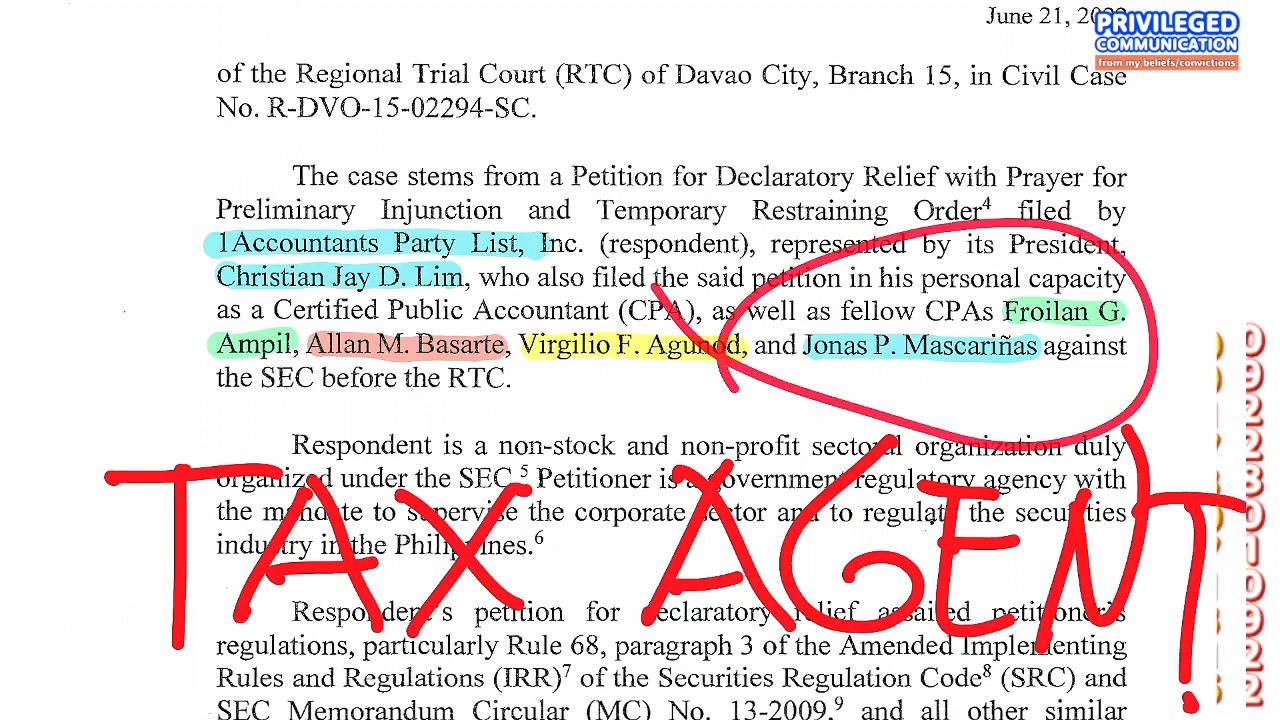 June 21, 20
PRIVILEGED
COMMUNICATION
from my beliefs/convictions
of the Regional Trial Court (RTC) of Davao City, Branch 15, in Civil Case
No. R-DVO-15-02294-SC.
The case stems from a Petition for Declaratory Relief with Prayer for
Preliminary Injunction and Temporary Restraining Order⁴ filed by
1Accountants Party List, Inc. (respondent), represented by its President,
Christian Jay D. Lim, who also filed the said petition in his personal capacity
as a Certified Public Accountant (CPA), as well as fellow CPAs Froilan G.
Ampil, Allan M. Basarte, Virgilio F. Agunod, and Jonas P. Mascariñas against
the SEC before the RTC.
Respondent is a non-stock and non-profit sectoral organization duly
organized under the SEC.⁵ Petitioner is a government regulatory agency with
the mandate to supervise the corporate sector and to regulate the securities
industry in the Philippines.⁶
TAX AGENT!
Respondent's petition for declaratory relief assailed petitioner's
regulations, particularly Rule 68, paragraph 3 of the Amended Implementing
Rules and Regulations (IRR)⁷ of the Securities Regulation Code⁸ (SRC) and
SEC Memorandum Circular (MC) No. 13-2009,⁹ and all other similar